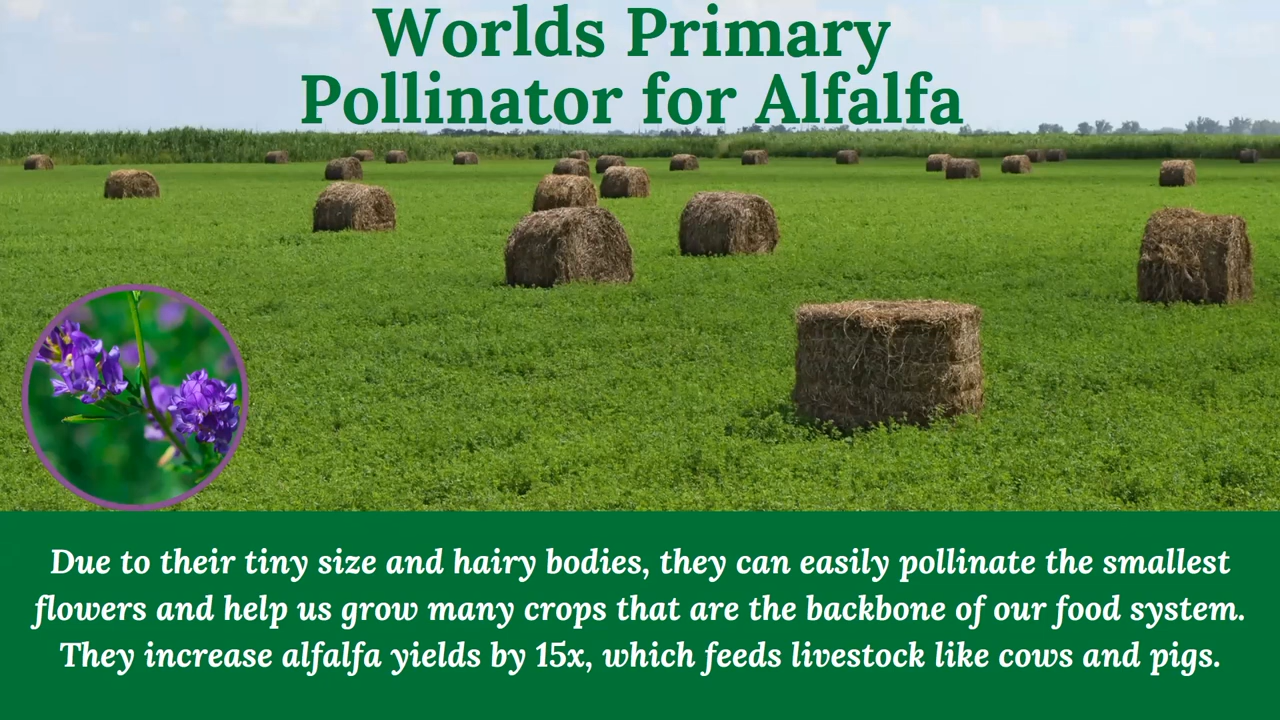 Worlds Primary
Pollinator for Alfalfa
Due to their tiny size and hairy bodies, they can easily pollinate the smallest
flowers and help us grow many crops that are the backbone of our food system.
They increase alfalfa yields by 15x, which feeds livestock like cows and pigs.